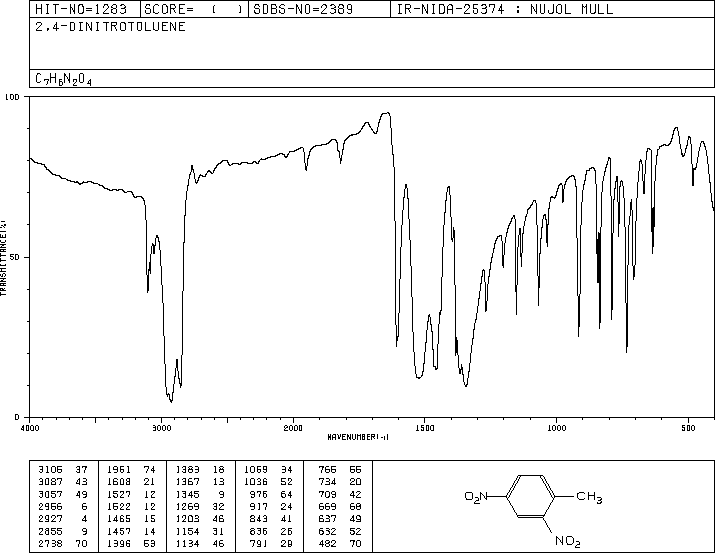 HIT-NO=1283 SCORE= ( ) SDBS-NO=2389 IR-NIDA-25374 : NUJOL MULL
2,4-DINITROTOLUENE
C7H6N2O4
100
50
0
TRANSMITTANCE(%)
4000 3000 2000 1500 1000 500
WAVENUMBER(-1)
3105 37 1951 74 1383 18 1069 34 766 55
3087 43 1608 21 1367 13 1036 52 734 20
3057 49 1527 12 1345 9 976 64 709 42
2956 6 1522 12 1269 32 917 24 669 68
2927 4 1465 15 1203 46 843 41 637 49
2855 9 1457 14 1154 31 836 26 632 52
2738 70 1396 53 1134 46 791 29 482 70
O2N CH3
NO2